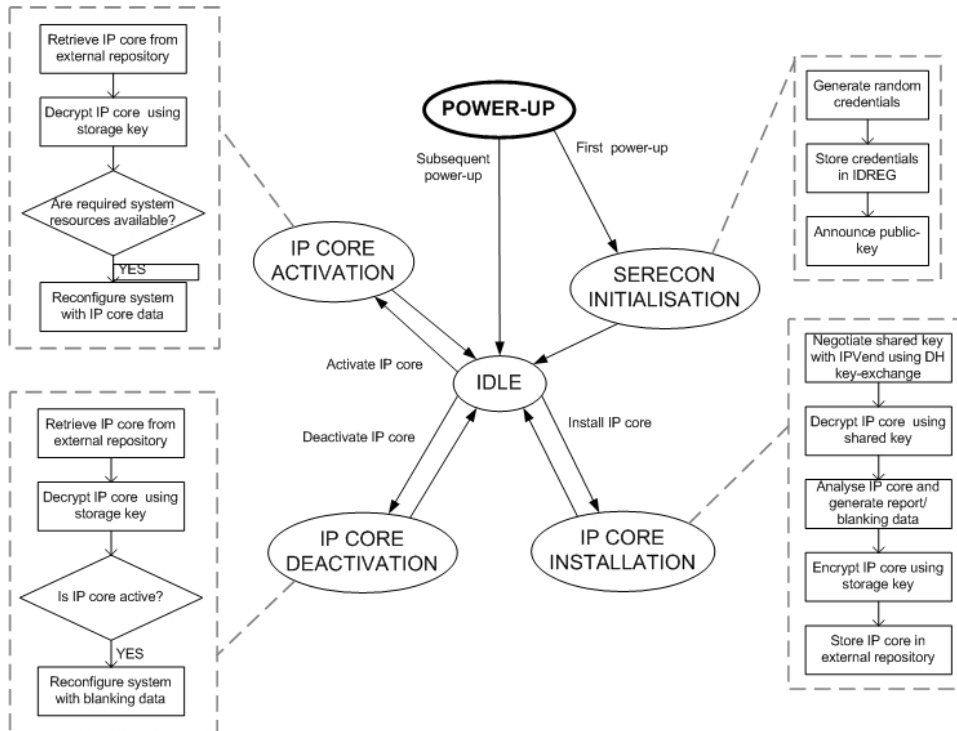 Retrieve IP core from
external repository
Decrypt IP core using
storage key
Are required system
resources available?
YES
Reconfigure system
with IP core data
POWER-UP
Subsequent
power-up
First power-up
Generate random
credentials
Store credentials
in IDREG
Announce public-
key
IP CORE
ACTIVATION
SERECON
INITIALISATION
Activate IP core
IDLE
Deactivate IP core
Install IP core
IP CORE
DEACTIVATION
IP CORE
INSTALLATION
Retrieve IP core from
external repository
Decrypt IP core using
storage key
Is IP core active?
YES
Reconfigure system
with blanking data
Negotiate shared key
with IPVend using DH
key-exchange
Decrypt IP core using
shared key
Analyse IP core and
generate report/
blanking data
Encrypt IP core using
storage key
Store IP core in
external repository